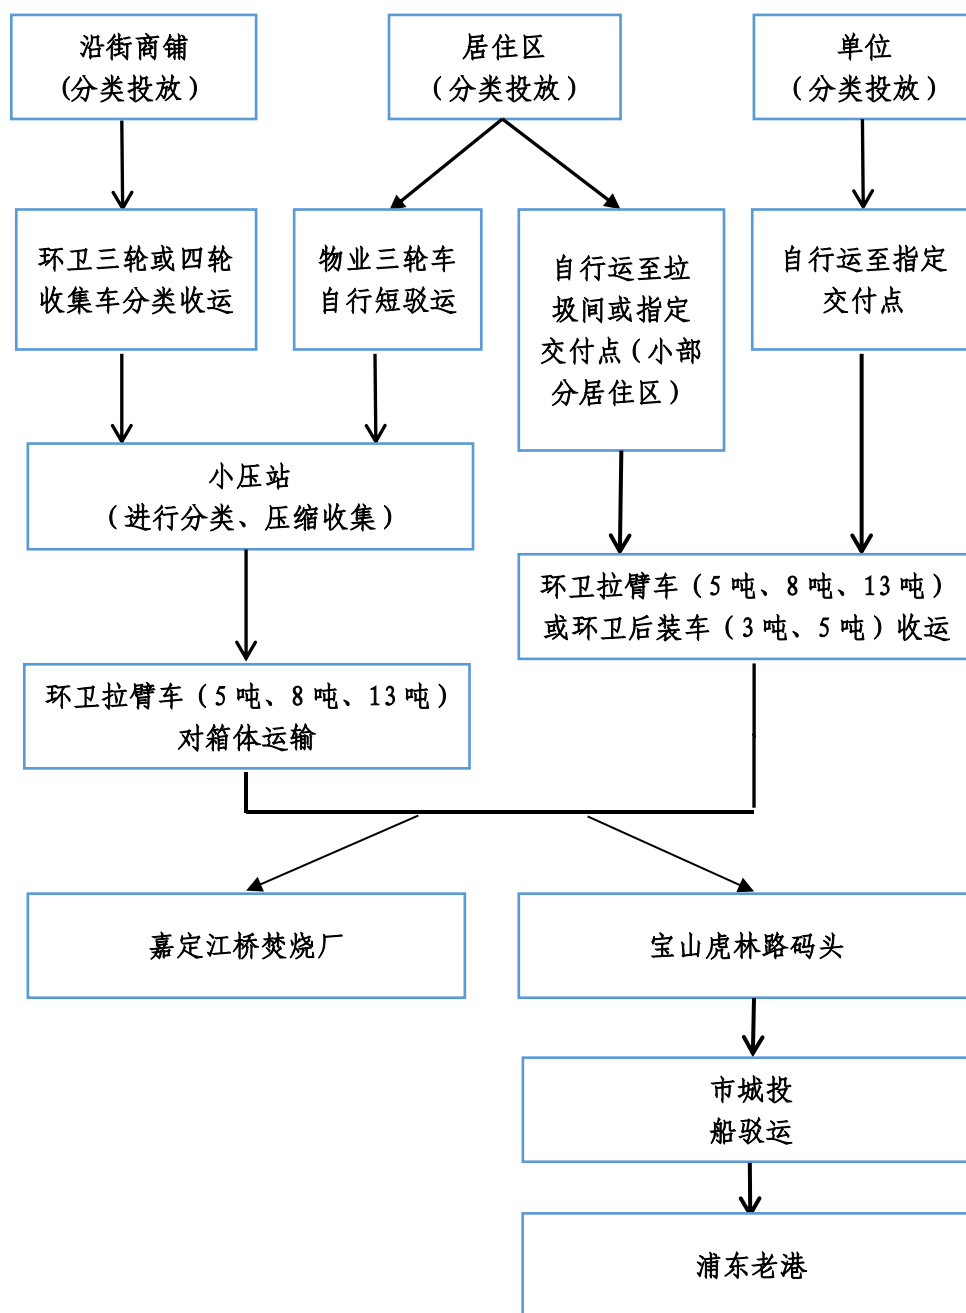 沿街商铺
(分类投放)
居住区
（分类投放）
单位
（分类投放）
环卫三轮或四轮
收集车分类收运
物业三轮车
自行短驳运
自行运至垃
圾间或指定
交付点（小部
分居住区）
自行运至指定
交付点
小压站
（进行分类、压缩收集）
环卫拉臂车（5 吨、8 吨、13 吨）
或环卫后装车（3 吨、5 吨）收运
环卫拉臂车（5 吨、8 吨、13 吨）
对箱体运输
嘉定江桥焚烧厂
宝山虎林路码头
市城投
船驳运
浦东老港